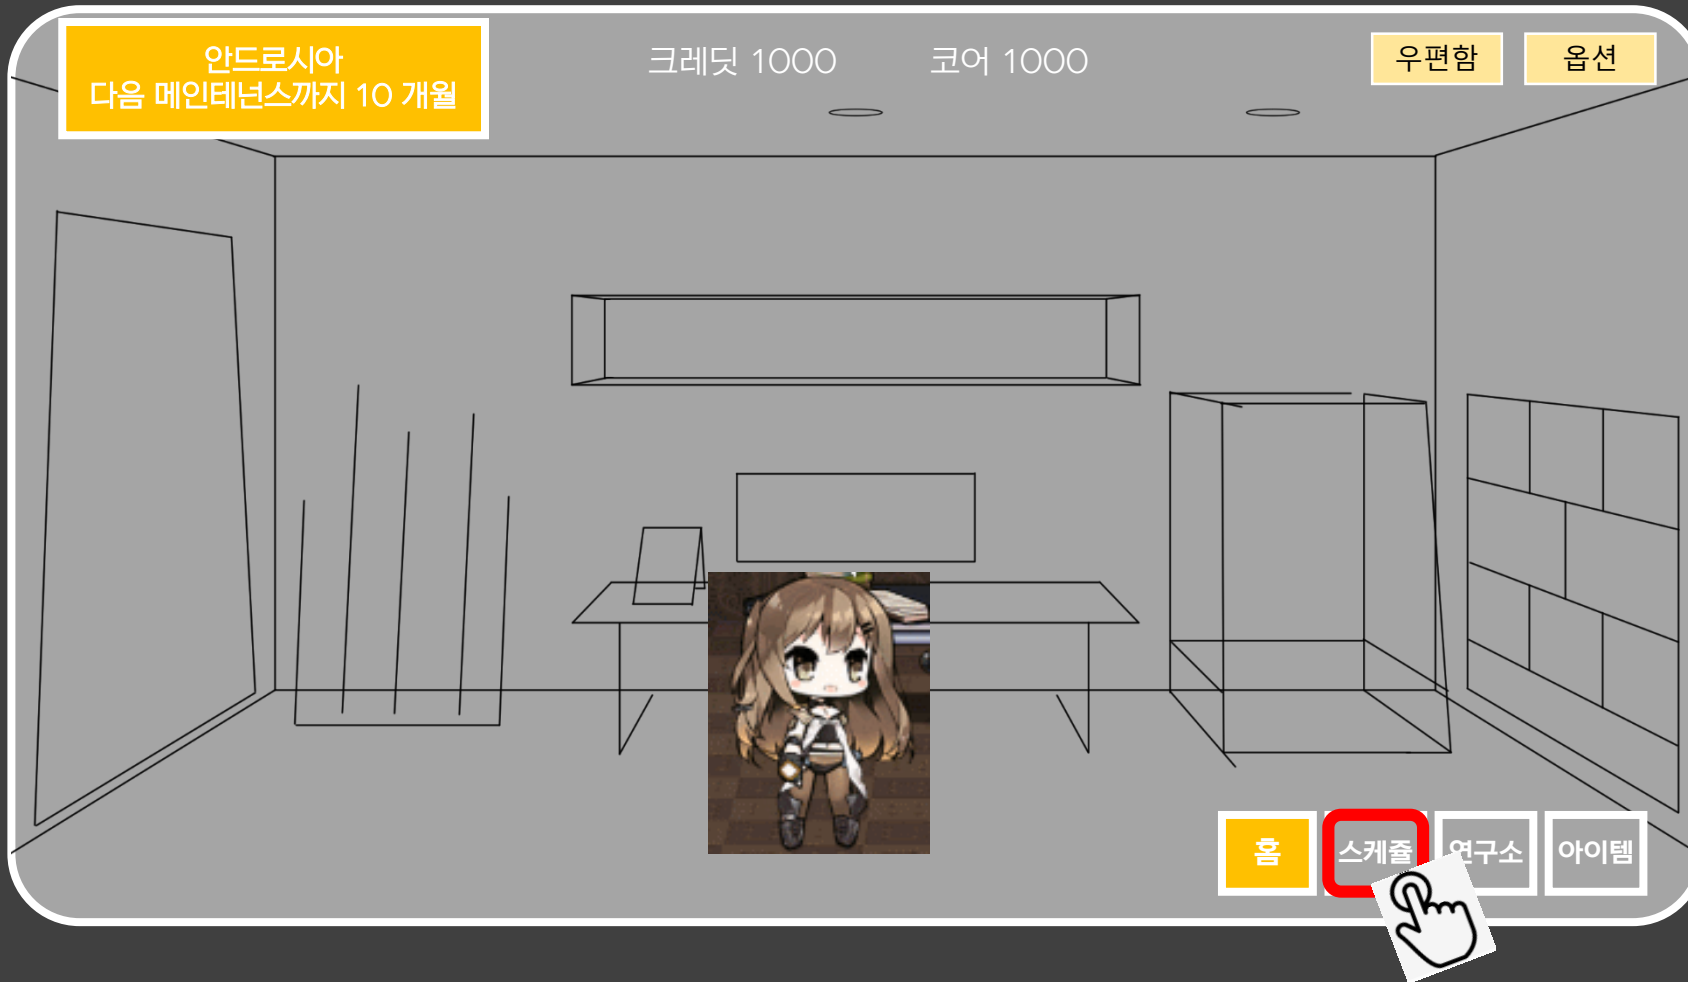 안드로시아
다음 메인테넌스까지 10 개월
크레딧 1000
코어 1000
우편함
옵션
홈
스케쥴
연구소
아이템